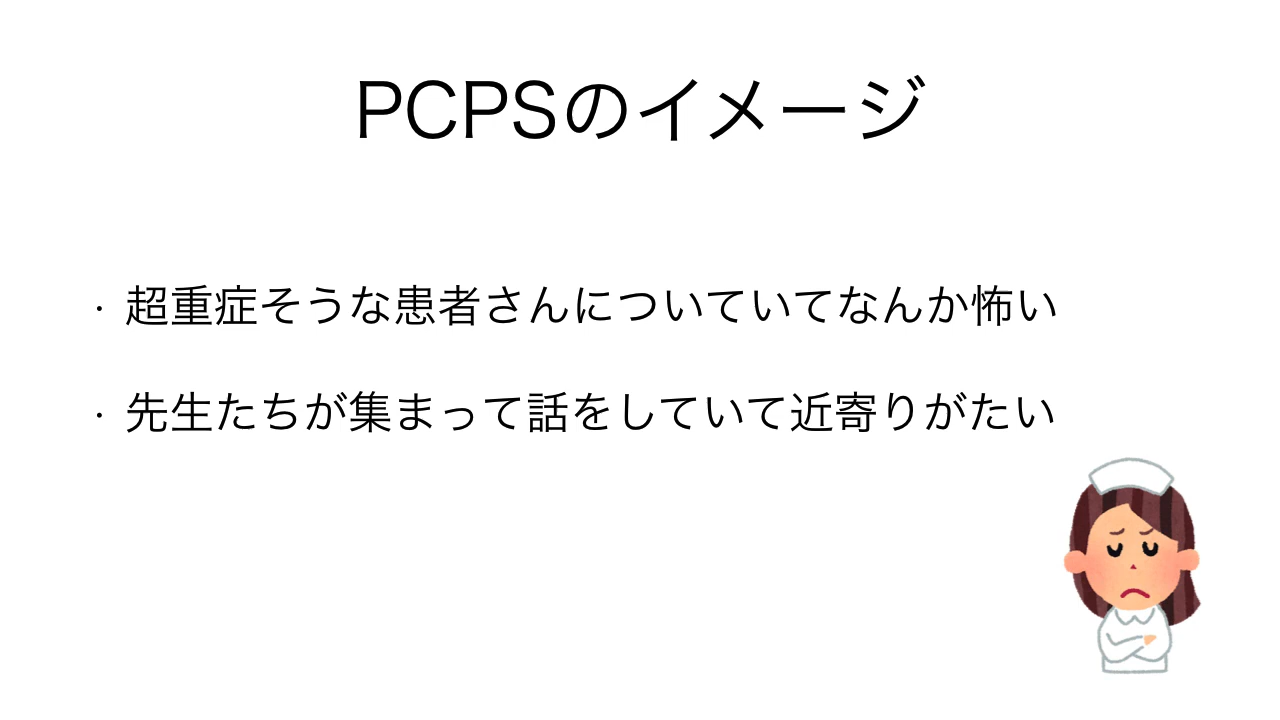 PCPSのイメージ
・超重症そうな患者さんについていてなんか怖い
・先生たちが集まって話をしていて近寄りがたい